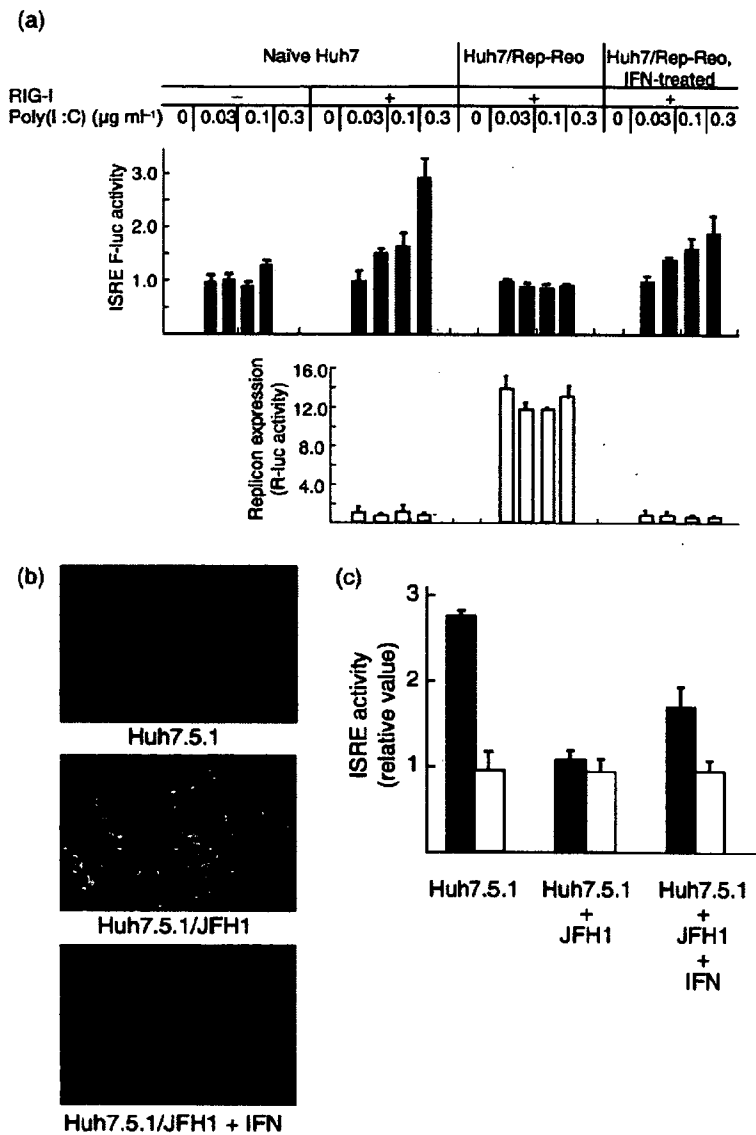 (a)
Naïve Huh7 Huh7/Rep-Reo Huh7/Rep-Reo,
IFN-treated
RIG-I – + + +
Poly(I:C) (µg ml⁻¹) 0 0.03 0.1 0.3 0 0.03 0.1 0.3 0 0.03 0.1 0.3 0 0.03 0.1 0.3
ISRE F-luc activity
3.0
2.0
1.0
Replicon expression
(R-luc activity)
16.0
12.0
8.0
4.0
(b)
Huh7.5.1
Huh7.5.1/JFH1
Huh7.5.1/JFH1 + IFN
(c)
ISRE activity
(relative value)
3
2
1
Huh7.5.1 Huh7.5.1 Huh7.5.1
+ +
JFH1 JFH1
+
IFN